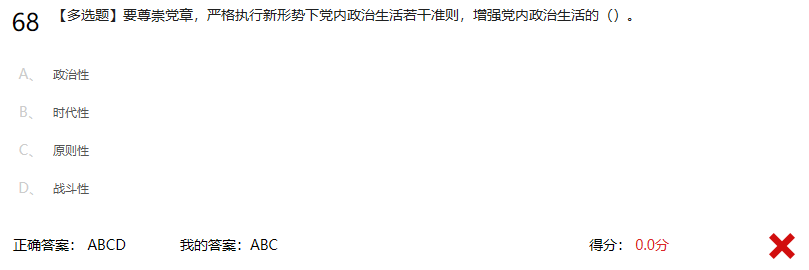 68 【多选题】要尊崇党章，严格执行新形势下党内政治生活若干准则，增强党内政治生活的（）。
A、 政治性
B、 时代性
C、 原则性
D、 战斗性
正确答案： ABCD 我的答案：ABC 得分： 0.0分